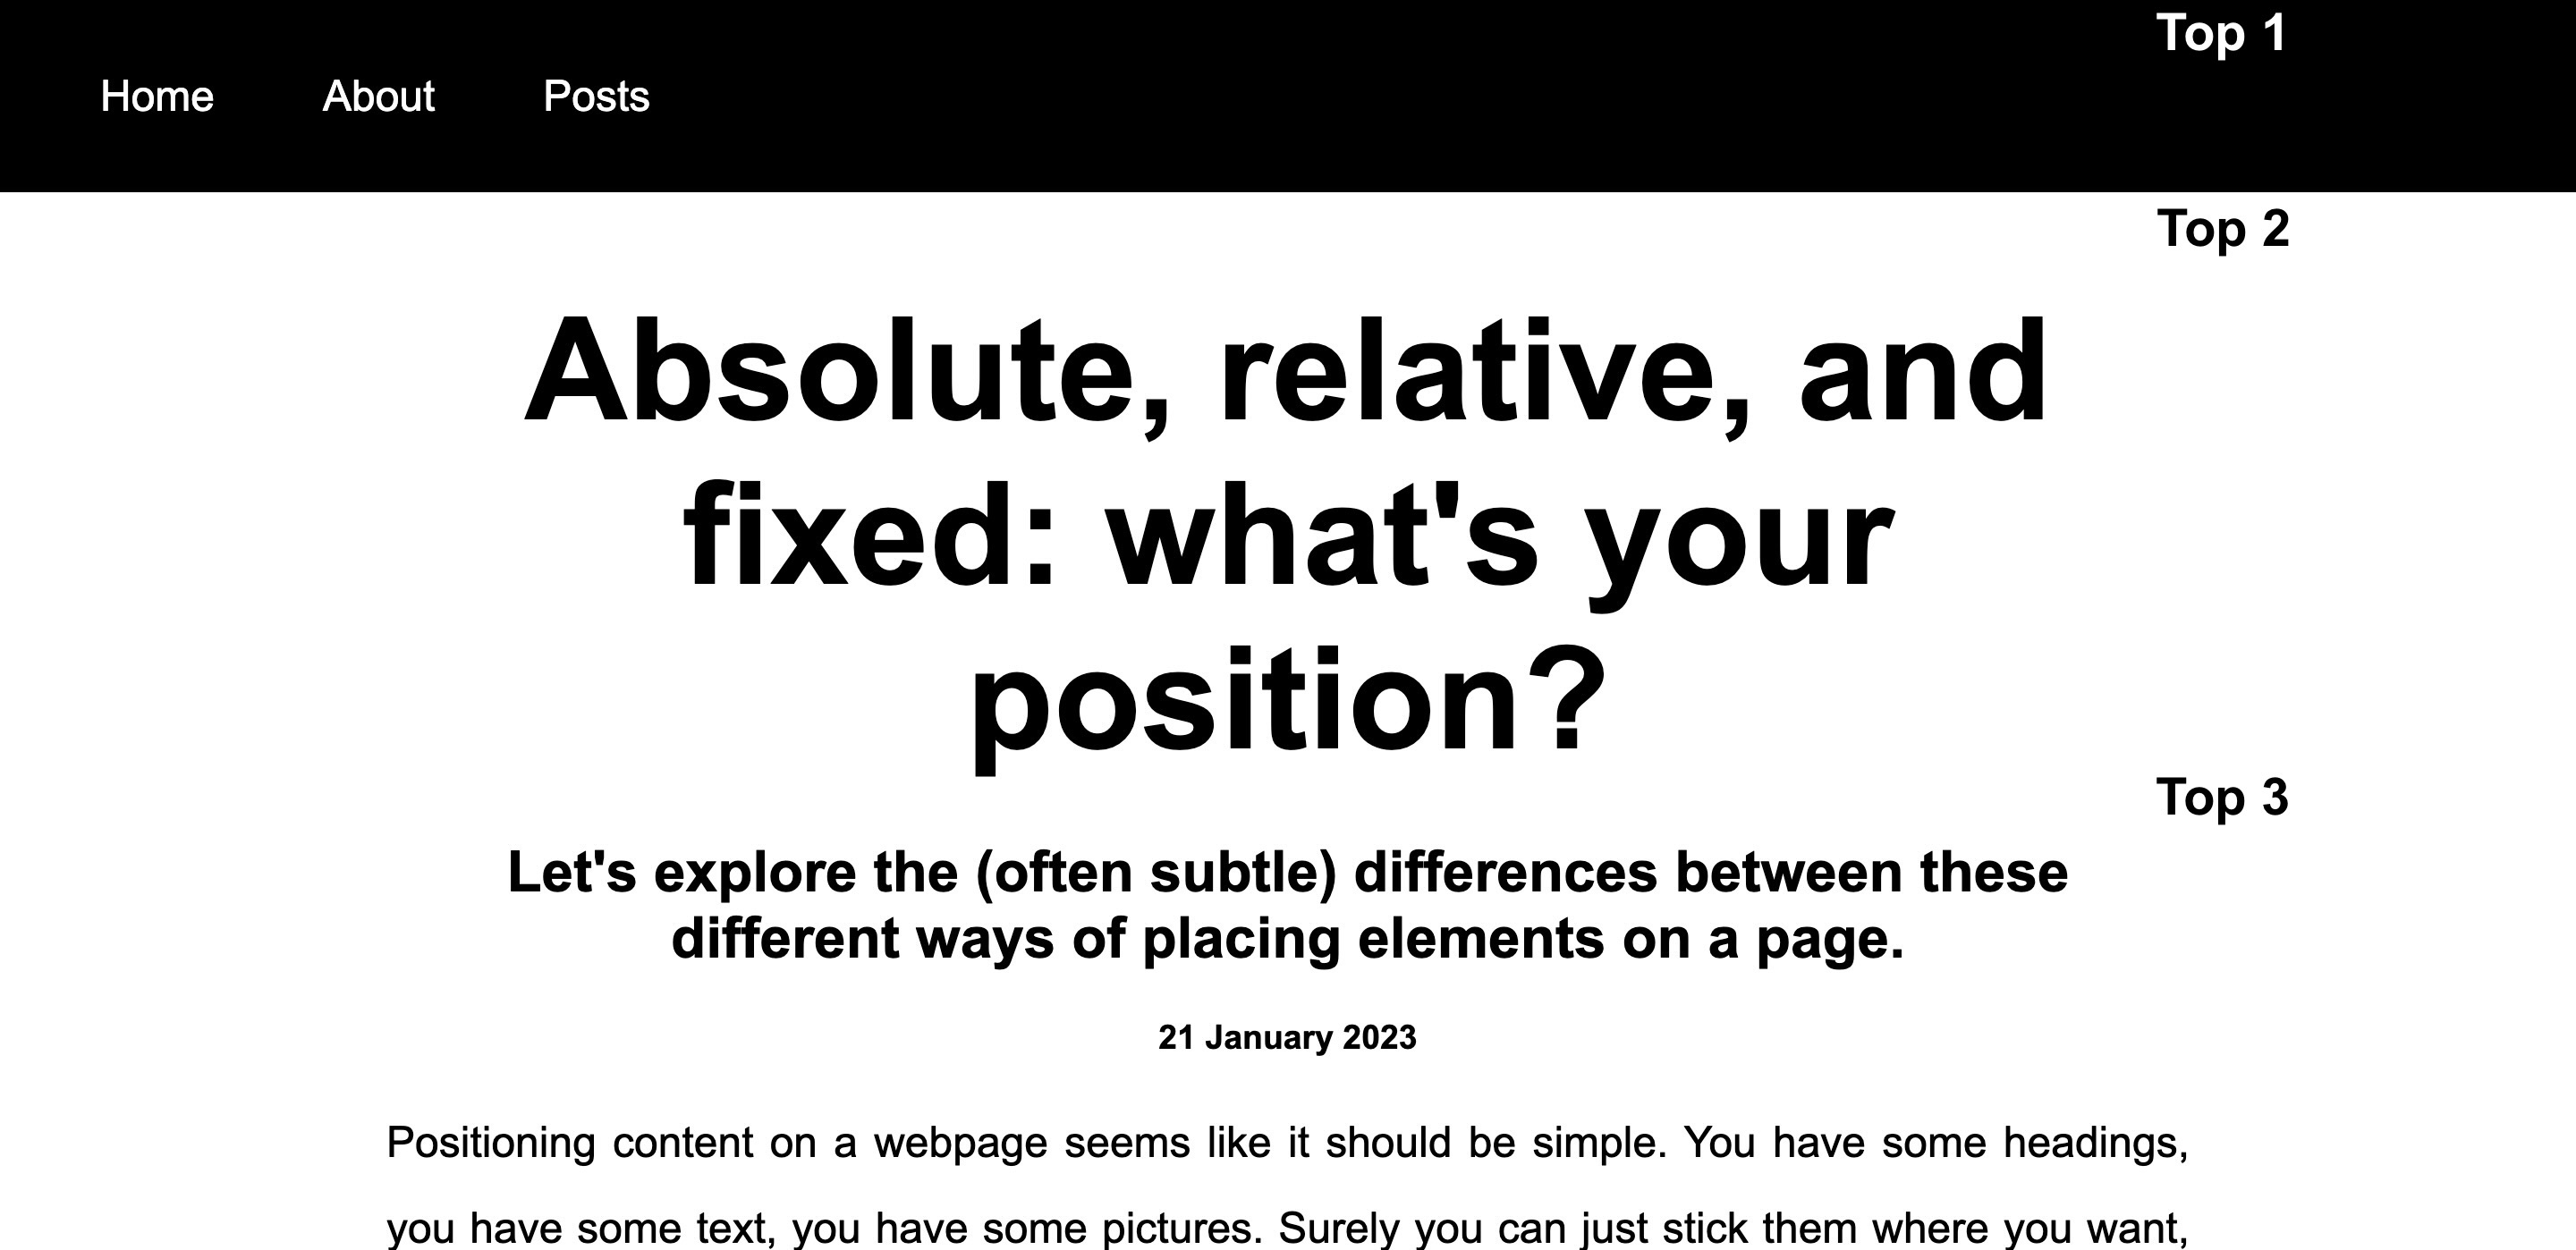 Top 1
Home About Posts
Top 2
Absolute, relative, and
fixed: what's your
position?
Top 3
Let's explore the (often subtle) differences between these
different ways of placing elements on a page.
21 January 2023
Positioning content on a webpage seems like it should be simple. You have some headings,
you have some text, you have some pictures. Surely you can just stick them where you want,